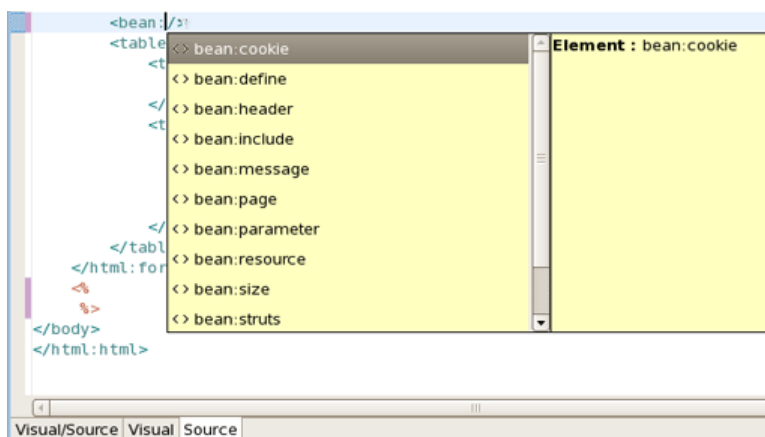 <bean:/>
<table
<t
</
<t
</
</tabl
</html:for
<%
%>
</body>
</html:html>
<> bean:cookie
<> bean:define
<> bean:header
<> bean:include
<> bean:message
<> bean:page
<> bean:parameter
<> bean:resource
<> bean:size
<> bean:struts
Element : bean:cookie
Visual/Source Visual Source